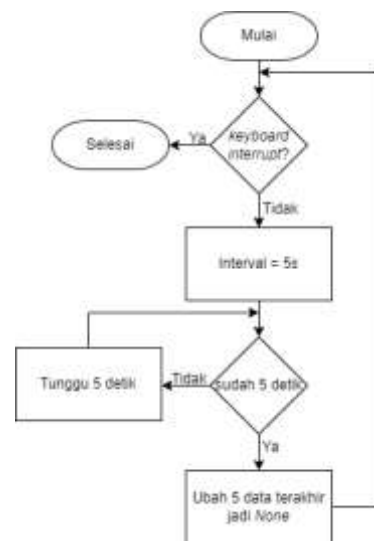 Mulai
keyboard
interrupt?
Ya
Selesai
Tidak
Interval = 5s
sudah 5 detik
Tidak
Tunggu 5 detik
Ya
Ubah 5 data terakhir
jadi None